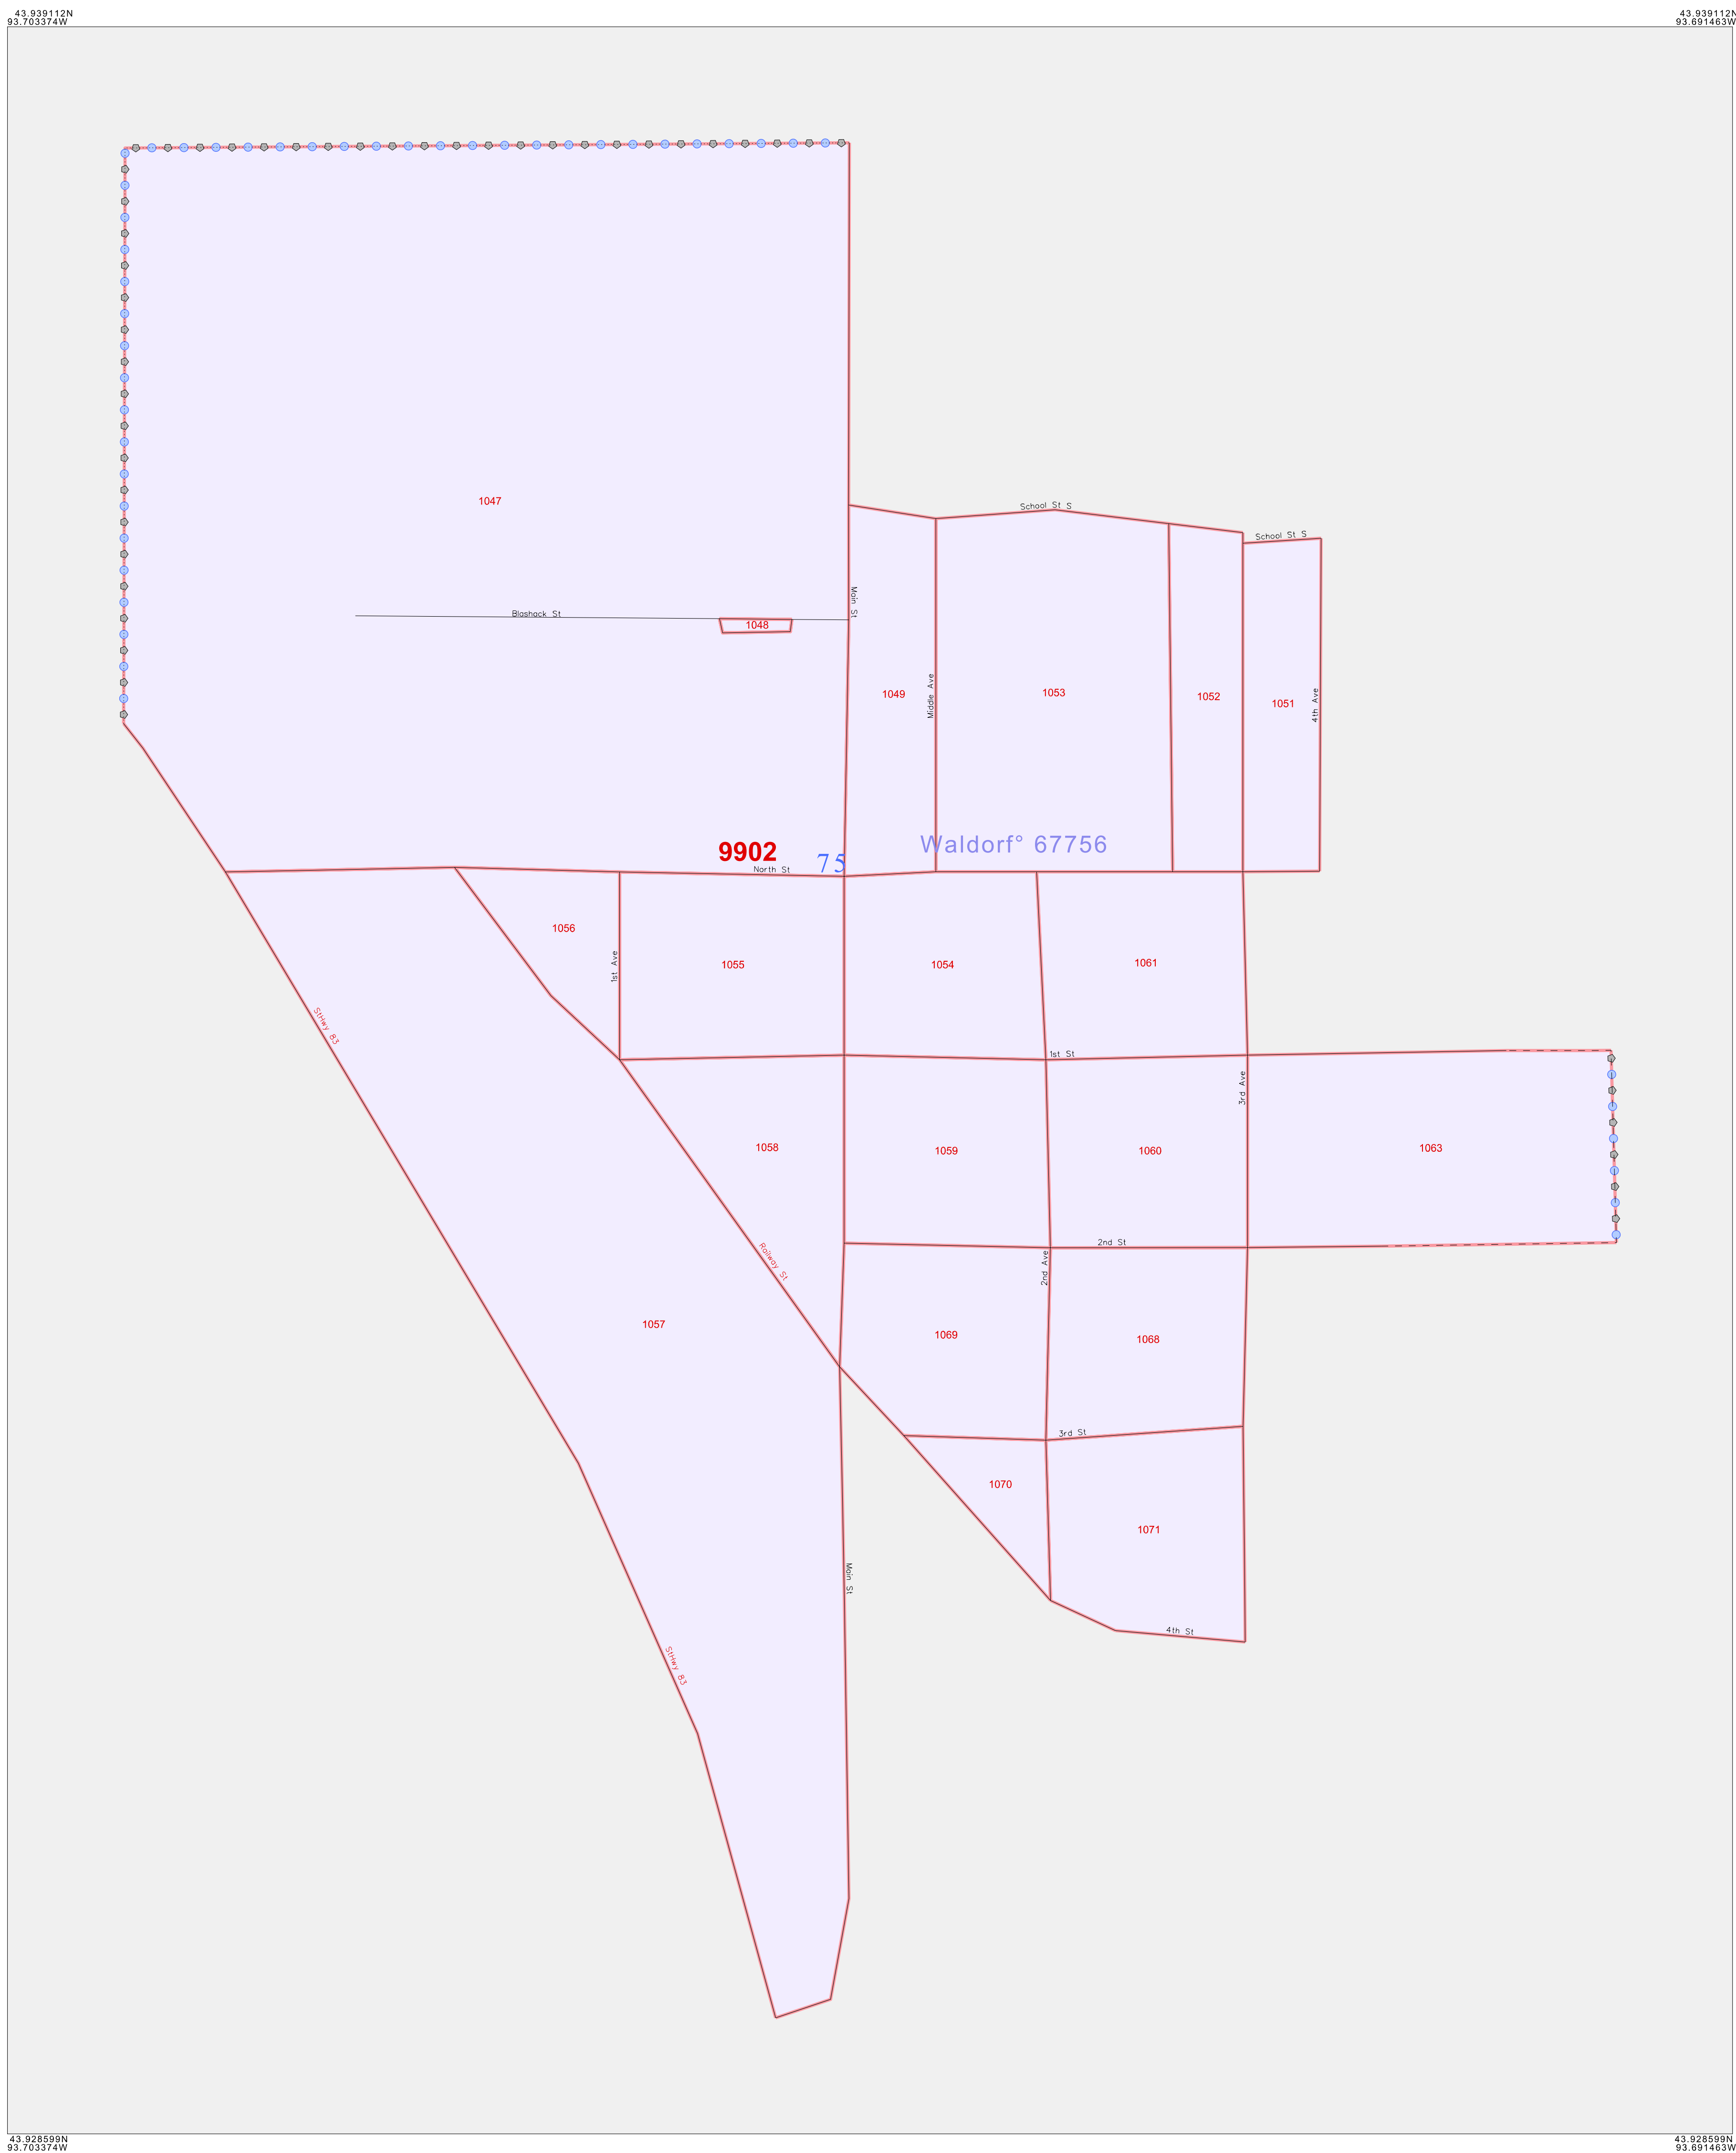 43.939112N
93.703374W
43.939112N
93.691463W
1047
School St S
School St S
Main St
Blashack St
1048
1049
Middle Ave
1053
1052
1051
4th Ave
9902
75
Waldorf° 67756
North St
1056
1st Ave
1055
1054
1061
StHwy 83
1st St
3rd Ave
1058
1059
1060
1063
Railway St
2nd St
2nd Ave
1057
1069
1068
3rd St
1070
1071
Main St
4th St
StHwy 83
43.928599N
93.703374W
43.928599N
93.691463W